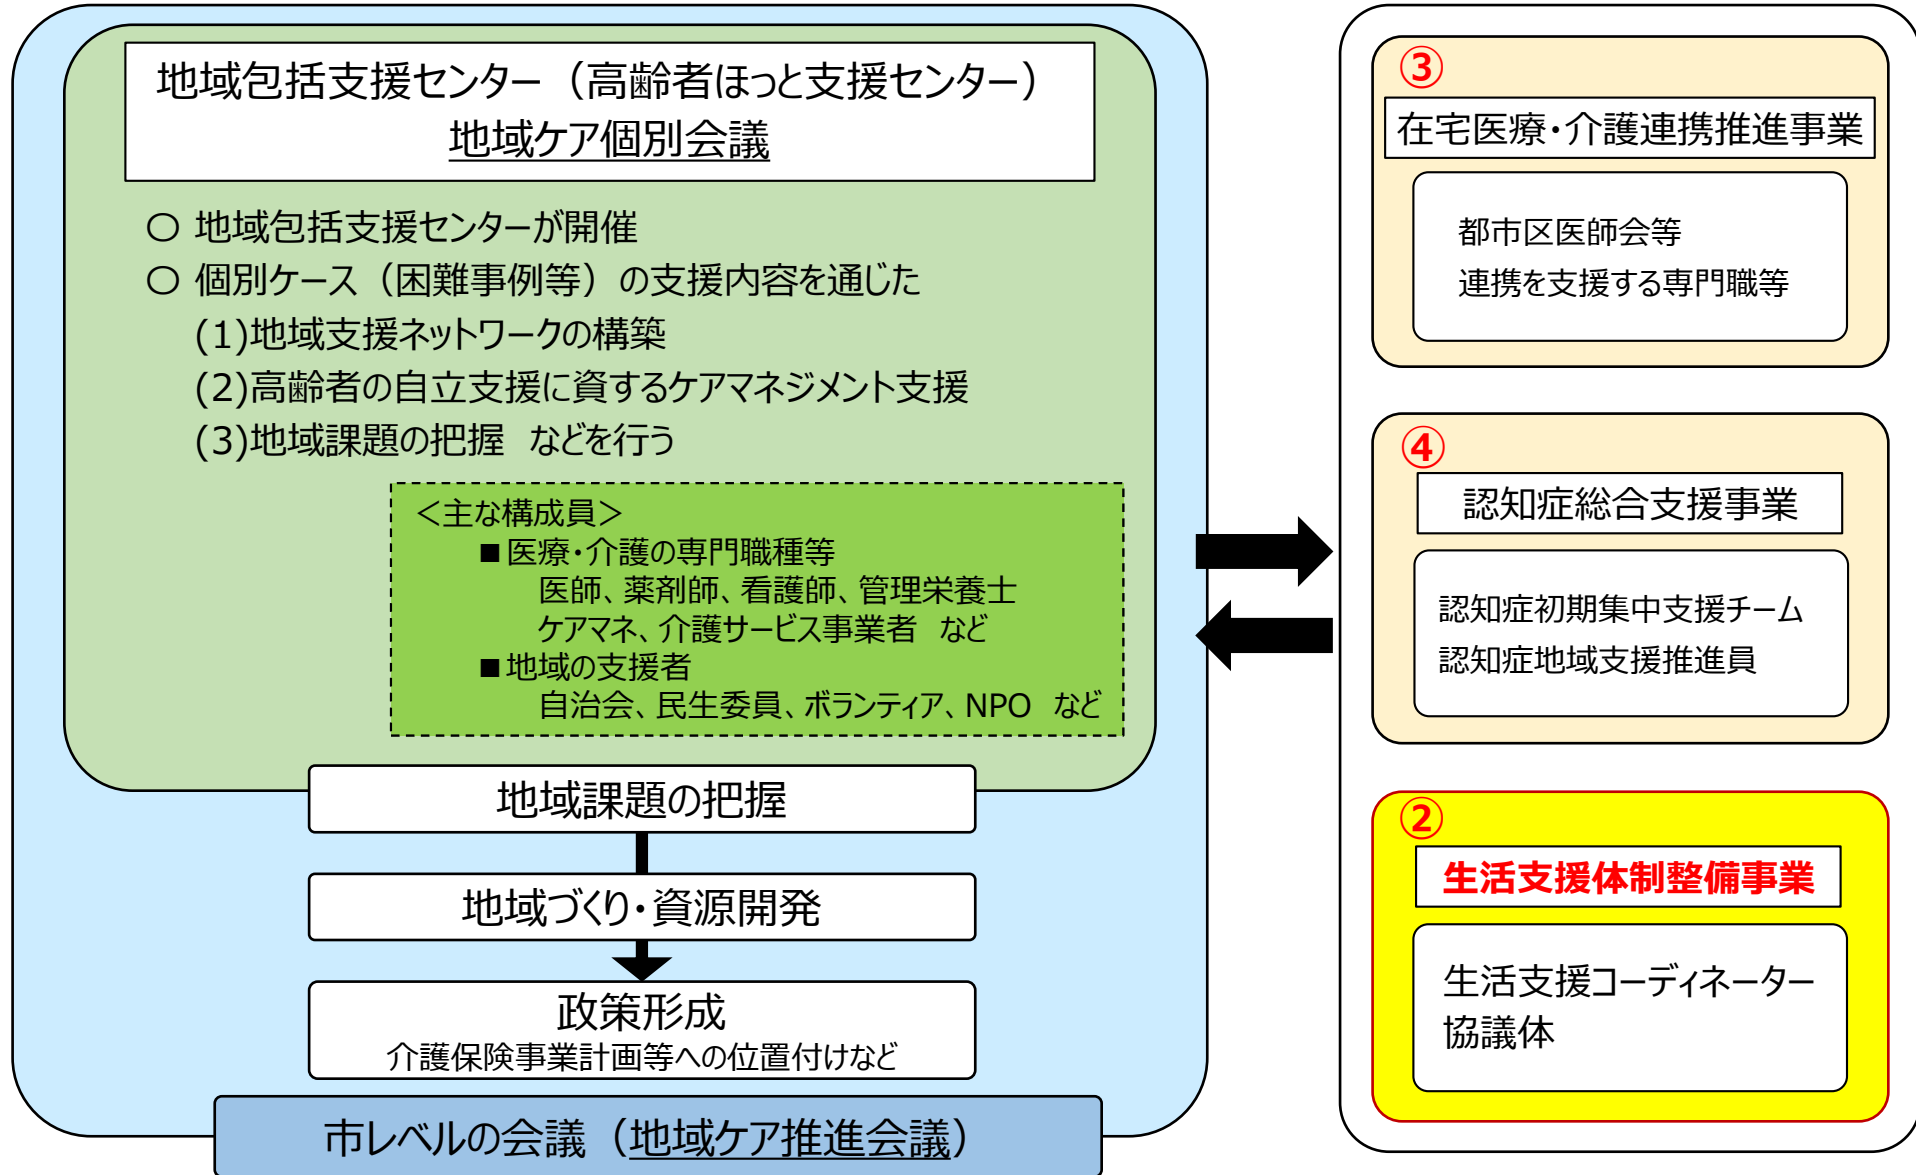 地域包括支援センター（高齢者ほっと支援センター）
地域ケア個別会議
○ 地域包括支援センターが開催
○ 個別ケース（困難事例等）の支援内容を通じた
(1)地域支援ネットワークの構築
(2)高齢者の自立支援に資するケアマネジメント支援
(3)地域課題の把握 などを行う
＜主な構成員＞
■医療・介護の専門職種等
医師、薬剤師、看護師、管理栄養士
ケアマネ、介護サービス事業者 など
■地域の支援者
自治会、民生委員、ボランティア、NPO など
地域課題の把握
地域づくり・資源開発
政策形成
介護保険事業計画等への位置付けなど
市レベルの会議（地域ケア推進会議）
③
在宅医療・介護連携推進事業
都市区医師会等
連携を支援する専門職等
④
認知症総合支援事業
認知症初期集中支援チーム
認知症地域支援推進員
②
生活支援体制整備事業
生活支援コーディネーター
協議体